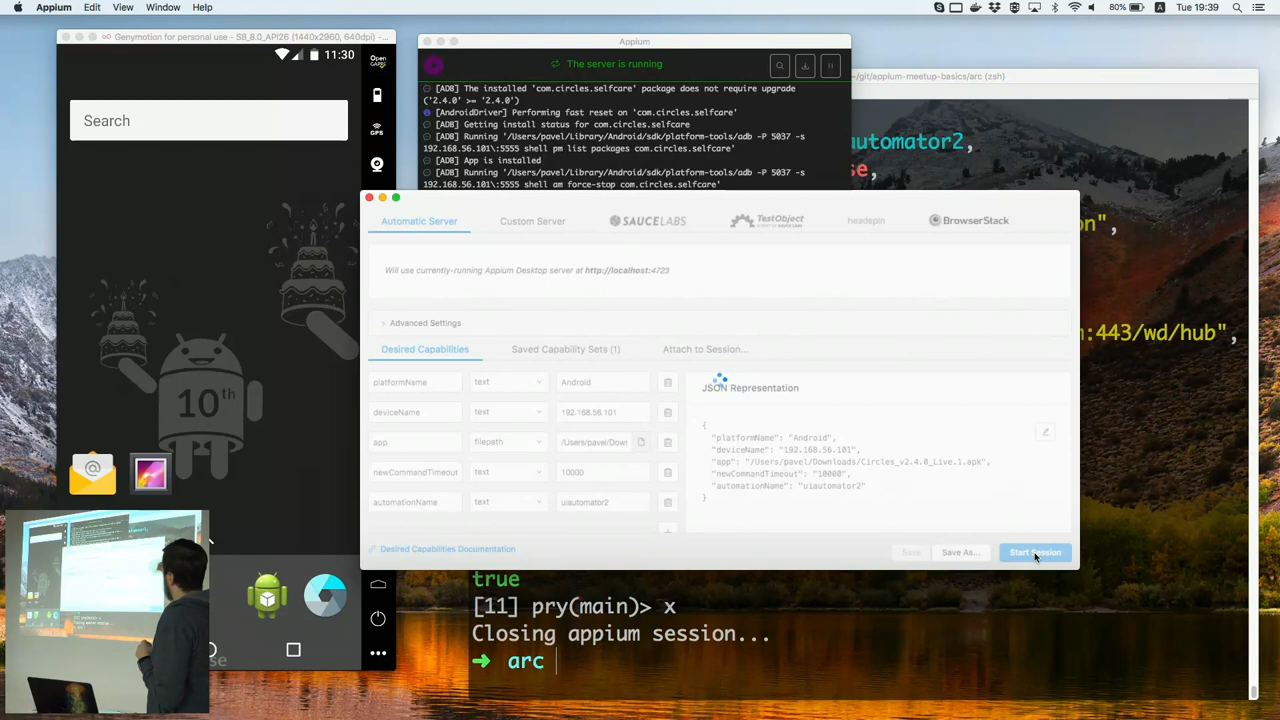 Appium Edit View Window Help
80% A Tue 19:39
Genymotion for personal use - S8_8.0_API26 (1440x2960, 640dpi)
11:30
Open
GAPPS
GPS
Search
10th
Appium
The server is running
[ADB] The installed 'com.circles.selfcare' package does not require upgrade
('2.4.0' >= '2.4.0')
[AndroidDriver] Performing fast reset on 'com.circles.selfcare'
[ADB] Getting install status for com.circles.selfcare
[ADB] Running '/Users/pavel/Library/Android/sdk/platform-tools/adb -P 5037 -s
192.168.56.101\:5555 shell pm list packages com.circles.selfcare'
[ADB] App is installed
[ADB] Running '/Users/pavel/Library/Android/sdk/platform-tools/adb -P 5037 -s
192.168.56.101\:5555 shell am force-stop com.circles.selfcare'
~/git/appium-meetup-basics/arc (zsh)
automator2,
se,
on",
:443/wd/hub",
Automatic Server Custom Server SAUCELABS TestObject headspin BrowserStack
Will use currently-running Appium Desktop server at http://localhost:4723
Advanced Settings
Desired Capabilities Saved Capability Sets (1) Attach to Session...
platformName text Android
deviceName text 192.168.56.101
app filepath /Users/pavel/Down
newCommandTimeout text 10000
automationName text uiautomator2
JSON Representation
{
"platformName": "Android",
"deviceName": "192.168.56.101",
"app": "/Users/pavel/Downloads/Circles_v2.4.0_Live.1.apk",
"newCommandTimeout": "10000",
"automationName": "uiautomator2"
}
Desired Capabilities Documentation
Save Save As... Start Session
true
[11] pry(main)> x
Closing appium session...
➜ arc